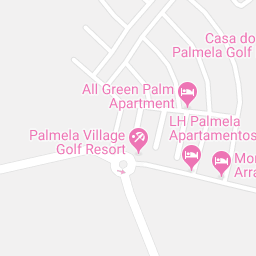 Casa do
Palmela Golf
All Green Palm
Apartment
LH Palmela
Apartamentos
Palmela Village
Golf Resort
Mo
Arra